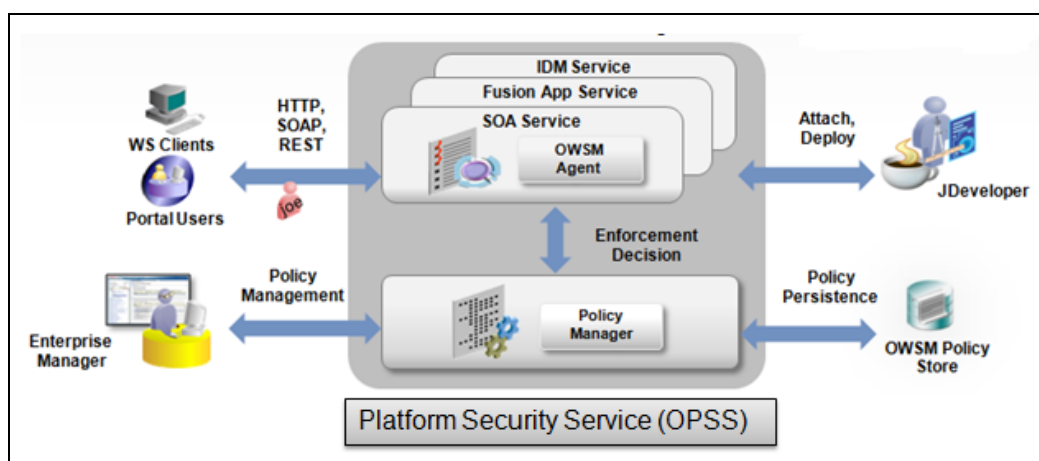 IDM Service
Fusion App Service
SOA Service
OWSM
Agent
WS Clients
Portal Users
HTTP,
SOAP,
REST
joe
Attach,
Deploy
JDeveloper
Enforcement
Decision
Enterprise
Manager
Policy
Management
Policy
Manager
Policy
Persistence
OWSM Policy
Store
Platform Security Service (OPSS)